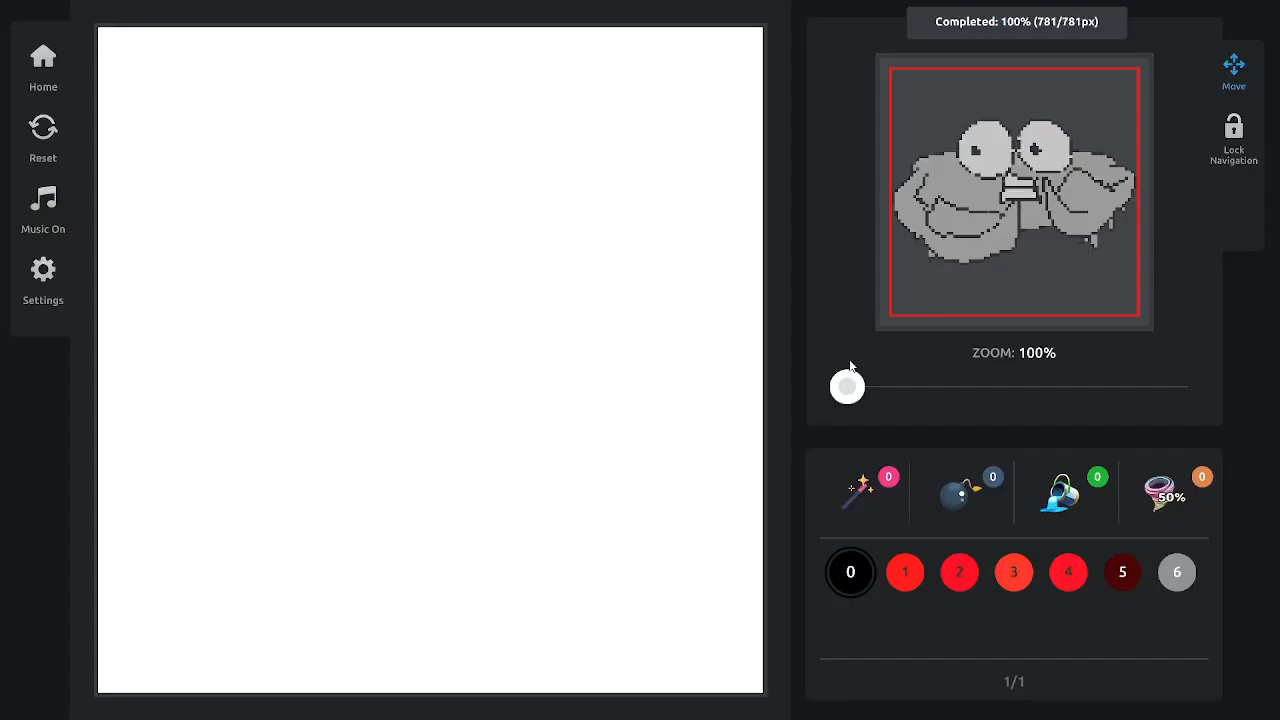 Completed: 100% (781/781px)
Home
Reset
Music On
Settings
Move
Lock
Navigation
ZOOM: 100%
0
0
0
50%
0
0
1
2
3
4
5
6
1/1